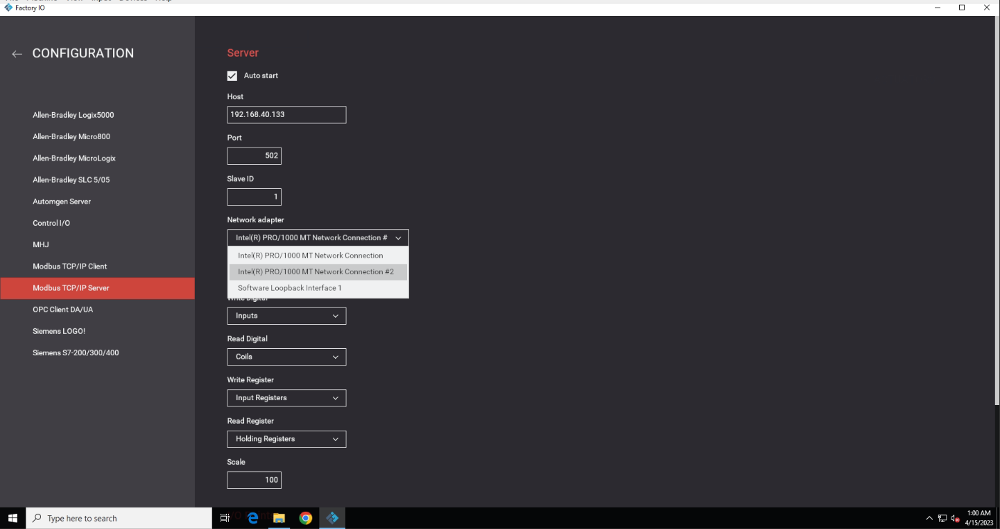 Factory IO
CONFIGURATION
Allen-Bradley Logix5000
Allen-Bradley Micro800
Allen-Bradley MicroLogix
Allen-Bradley SLC 5/05
Automgen Server
Control I/O
MHJ
Modbus TCP/IP Client
Modbus TCP/IP Server
OPC Client DA/UA
Siemens LOGO!
Siemens S7-200/300/400
Server
Auto start
Host
192.168.40.133
Port
502
Slave ID
1
Network adapter
Intel(R) PRO/1000 MT Network Connection #
Intel(R) PRO/1000 MT Network Connection
Intel(R) PRO/1000 MT Network Connection #2
Software Loopback Interface 1
Write Digital
Inputs
Read Digital
Coils
Write Register
Input Registers
Read Register
Holding Registers
Scale
100
Type here to search
1:00 AM
4/15/2023